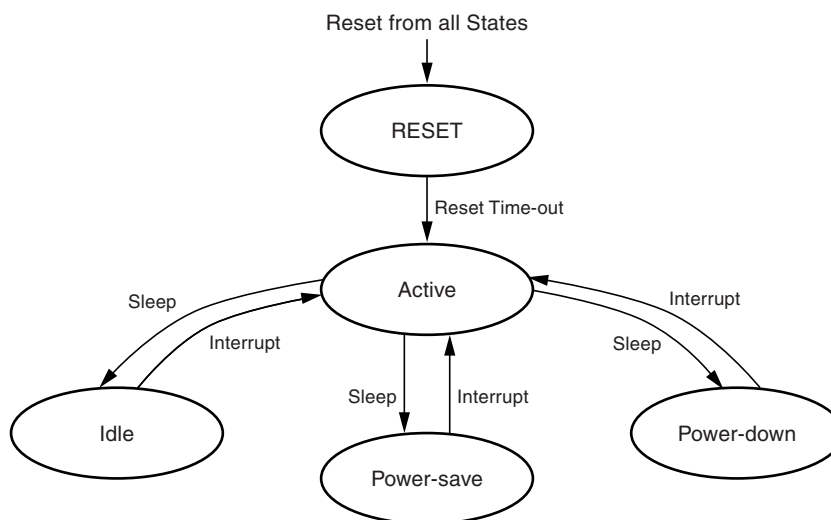 Reset from all States
RESET
Reset Time-out
Active
Sleep
Interrupt
Interrupt
Sleep
Sleep
Interrupt
Idle
Power-save
Power-down